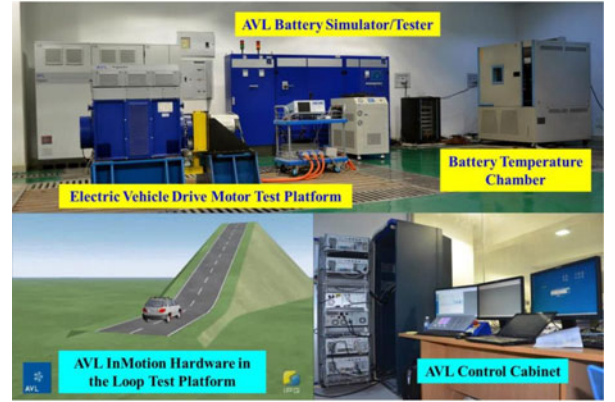 AVL Battery Simulator/Tester
Battery Temperature
Chamber
Electric Vehicle Drive Motor Test Platform
AVL InMotion Hardware in
the Loop Test Platform
AVL
AVL Control Cabinet